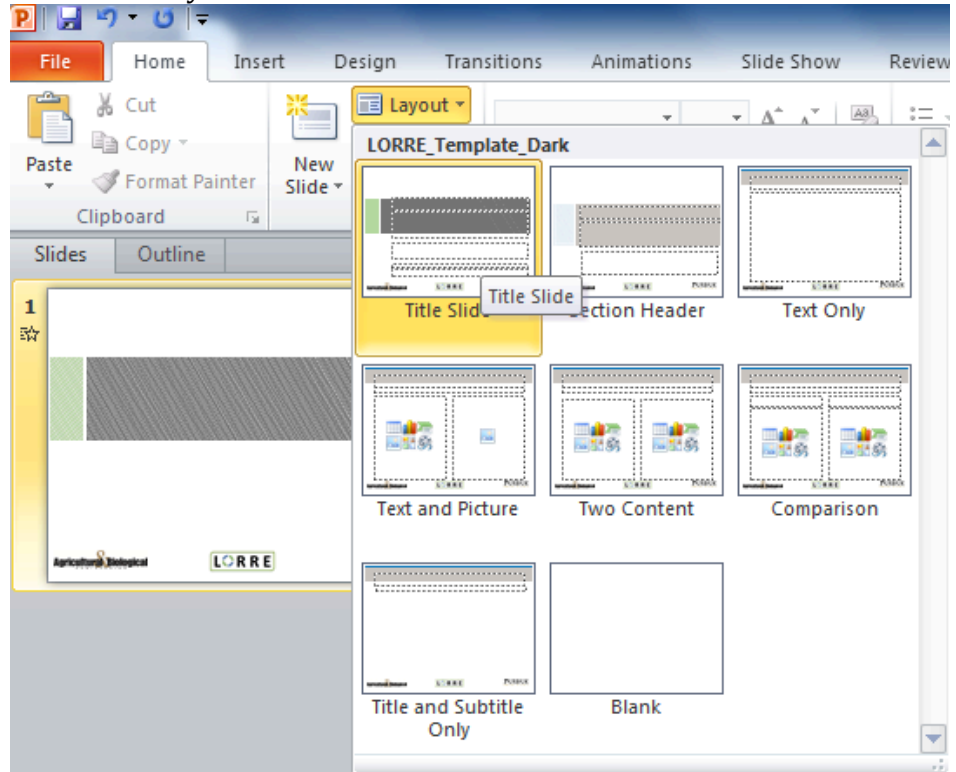 P
File Home Insert Design Transitions Animations Slide Show Review
Cut
Copy
Format Painter
Paste
Clipboard
New
Slide
Layout
Slides Outline
1
Agricultural & Biological
LORRE
LORRE_Template_Dark
Title Slide
Title Slide
Section Header
Text Only
Text and Picture
Two Content
Comparison
Title and Subtitle
Only
Blank